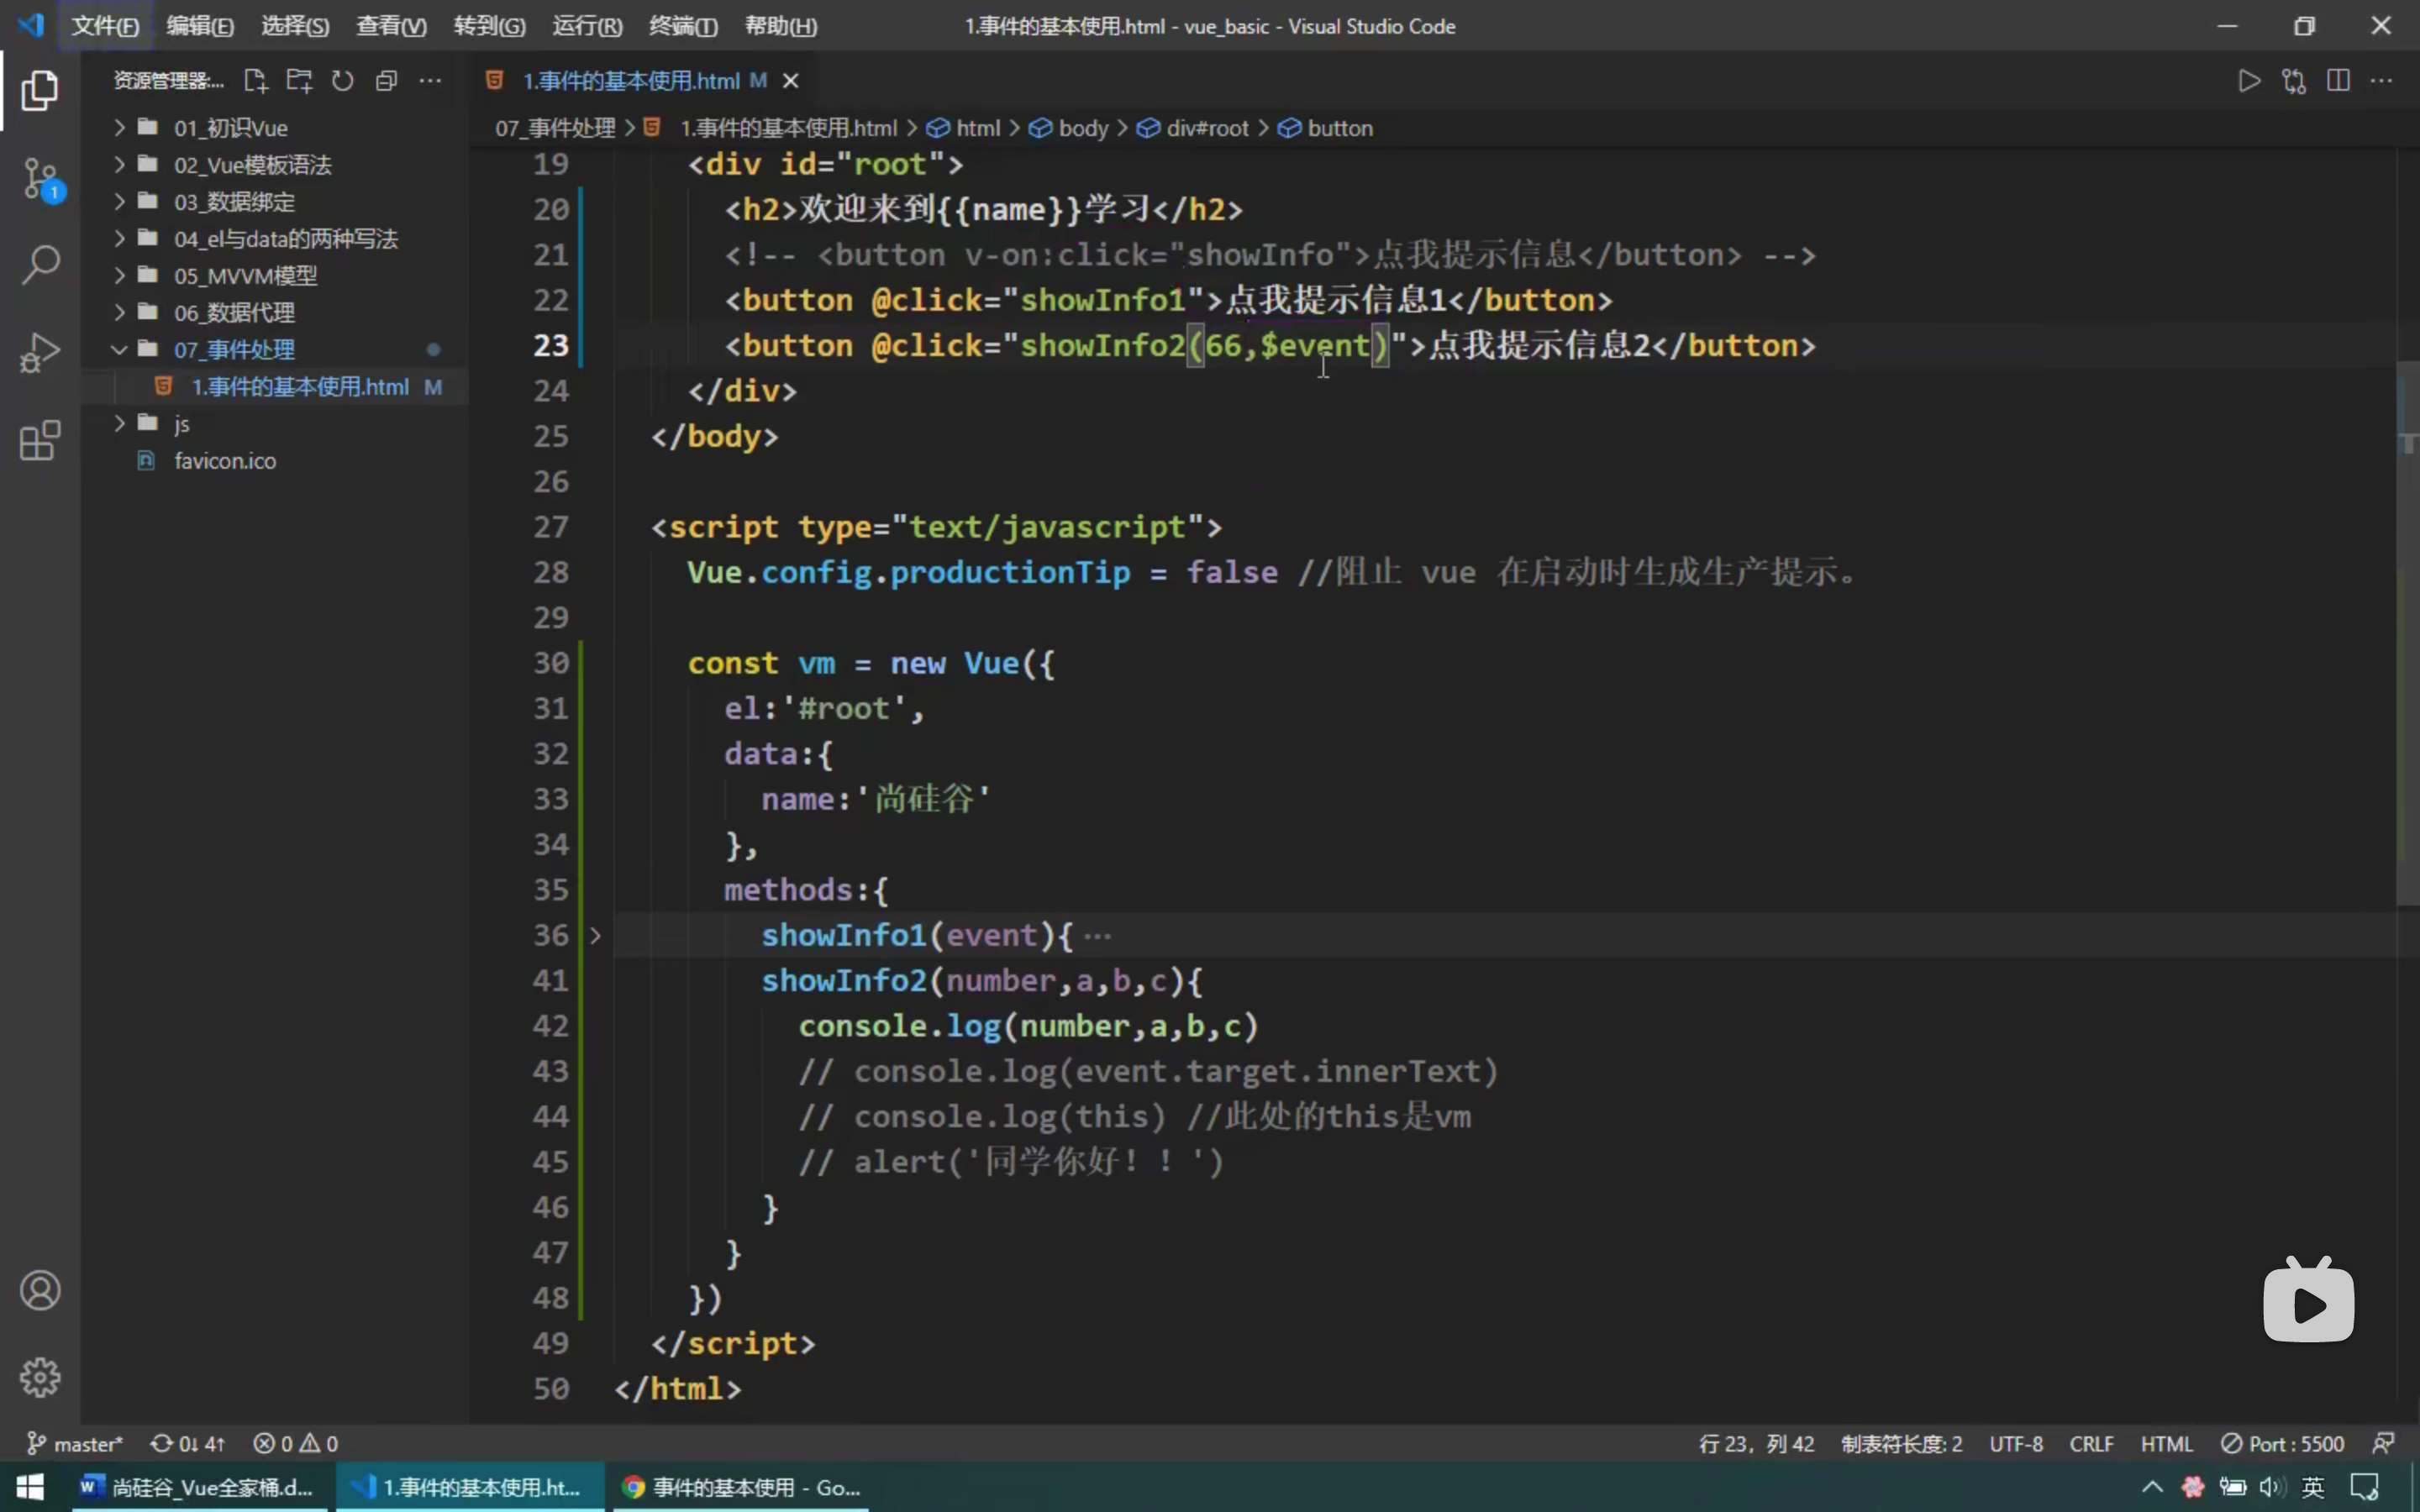 文件(F) 编辑(E) 选择(S) 查看(V) 转到(G) 运行(R) 终端(T) 帮助(H) 1.事件的基本使用.html - vue_basic - Visual Studio Code
资源管理器:... 1.事件的基本使用.html M
07_事件处理 > 1.事件的基本使用.html > html > body > div#root > button
01_初识Vue
02_Vue模板语法
03_数据绑定
04_el与data的两种写法
05_MVVM模型
06_数据代理
07_事件处理
1.事件的基本使用.html M
js
favicon.ico
1
19 <div id="root">
20 <h2>欢迎来到{{name}}学习</h2>
21 <!-- <button v-on:click="showInfo">点我提示信息</button> -->
22 <button @click="showInfo1">点我提示信息1</button>
23 <button @click="showInfo2(66,$event)">点我提示信息2</button>
24 </div>
25 </body>
26
27 <script type="text/javascript">
28 Vue.config.productionTip = false //阻止 vue 在启动时生成生产提示。
29
30 const vm = new Vue({
31 el:'#root',
32 data:{
33 name:'尚硅谷'
34 },
35 methods:{
36 showInfo1(event){ ...
41 showInfo2(number,a,b,c){
42 console.log(number,a,b,c)
43 // console.log(event.target.innerText)
44 // console.log(this) //此处的this是vm
45 // alert('同学你好！！')
46 }
47 }
48 })
49 </script>
50 </html>
master* 0↓ 4↑ 0 0 行 23，列 42 制表符长度: 2 UTF-8 CRLF HTML Port : 5500
尚硅谷_Vue全家桶.d... 1.事件的基本使用.ht... 事件的基本使用 - Go... 英